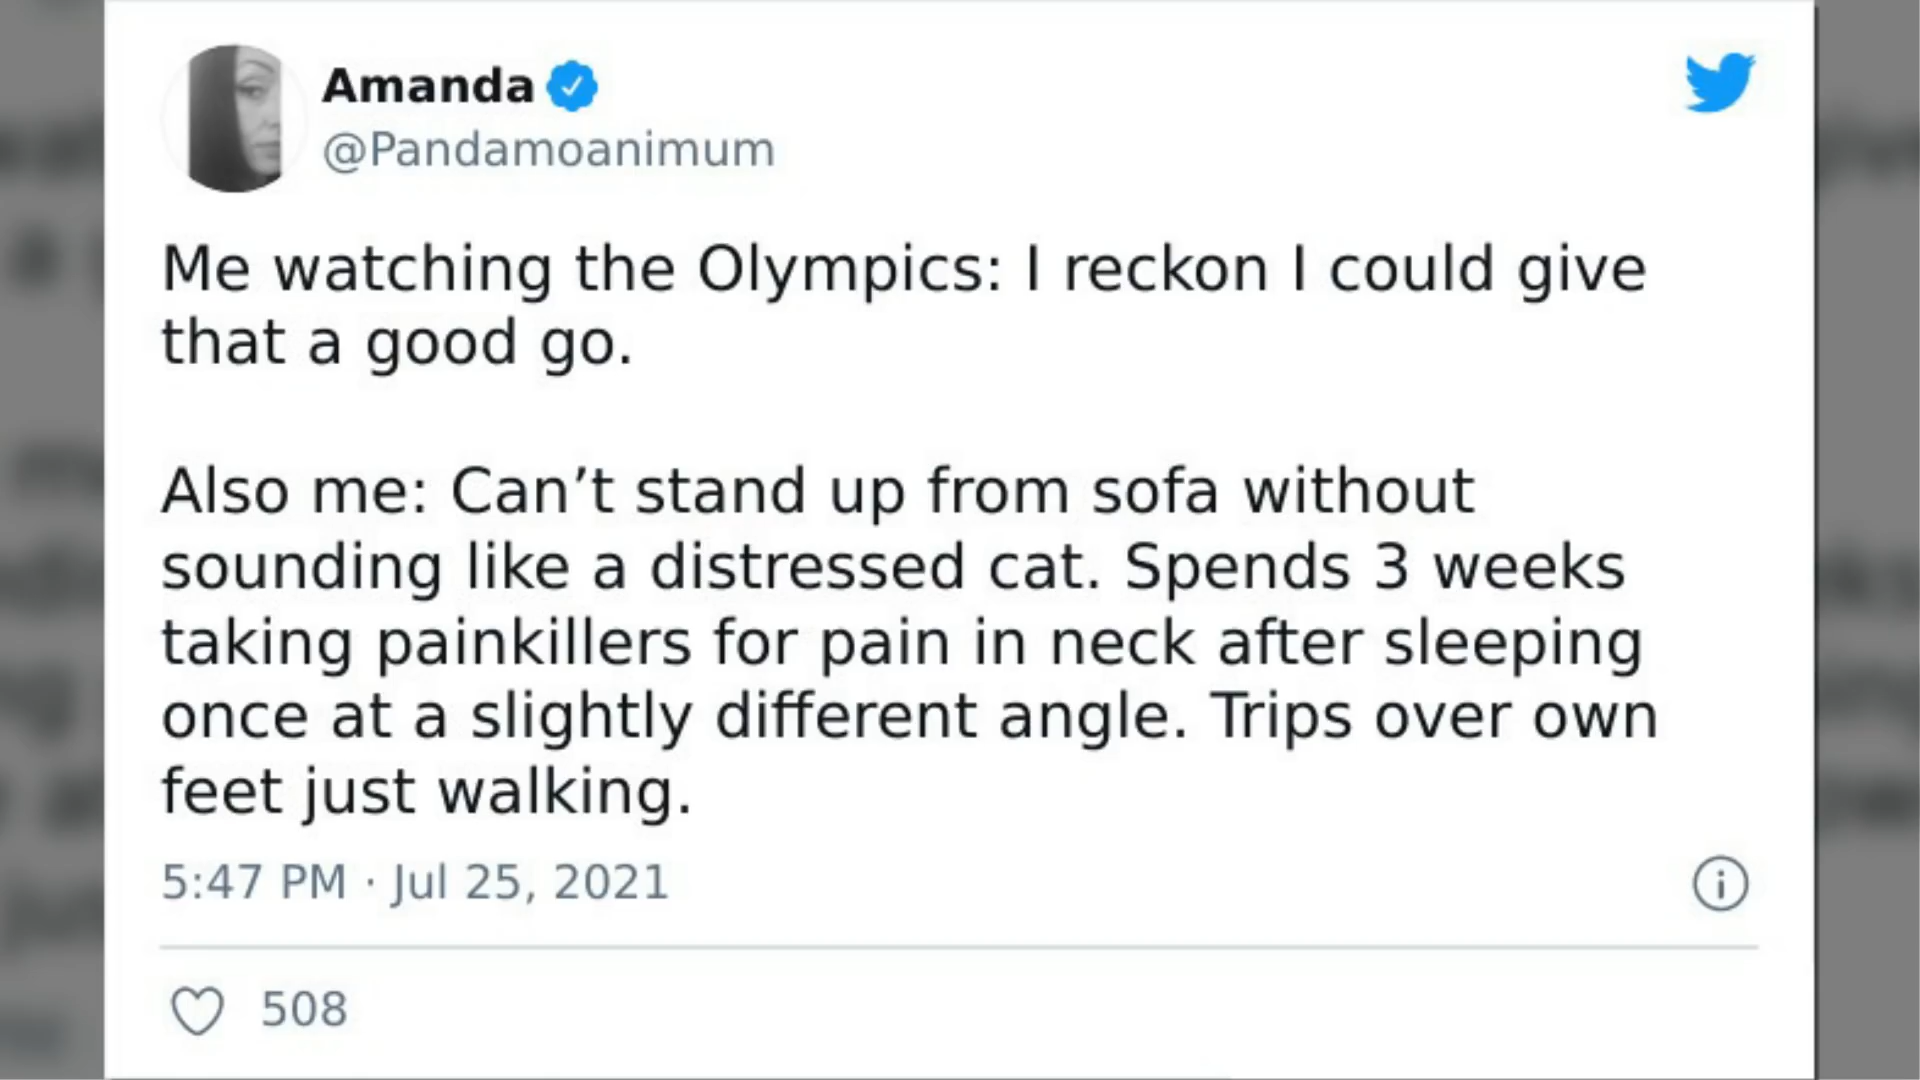 Amanda
@Pandamoanimum
Me watching the Olympics: I reckon I could give
that a good go.
Also me: Can’t stand up from sofa without
sounding like a distressed cat. Spends 3 weeks
taking painkillers for pain in neck after sleeping
once at a slightly different angle. Trips over own
feet just walking.
5:47 PM · Jul 25, 2021
508